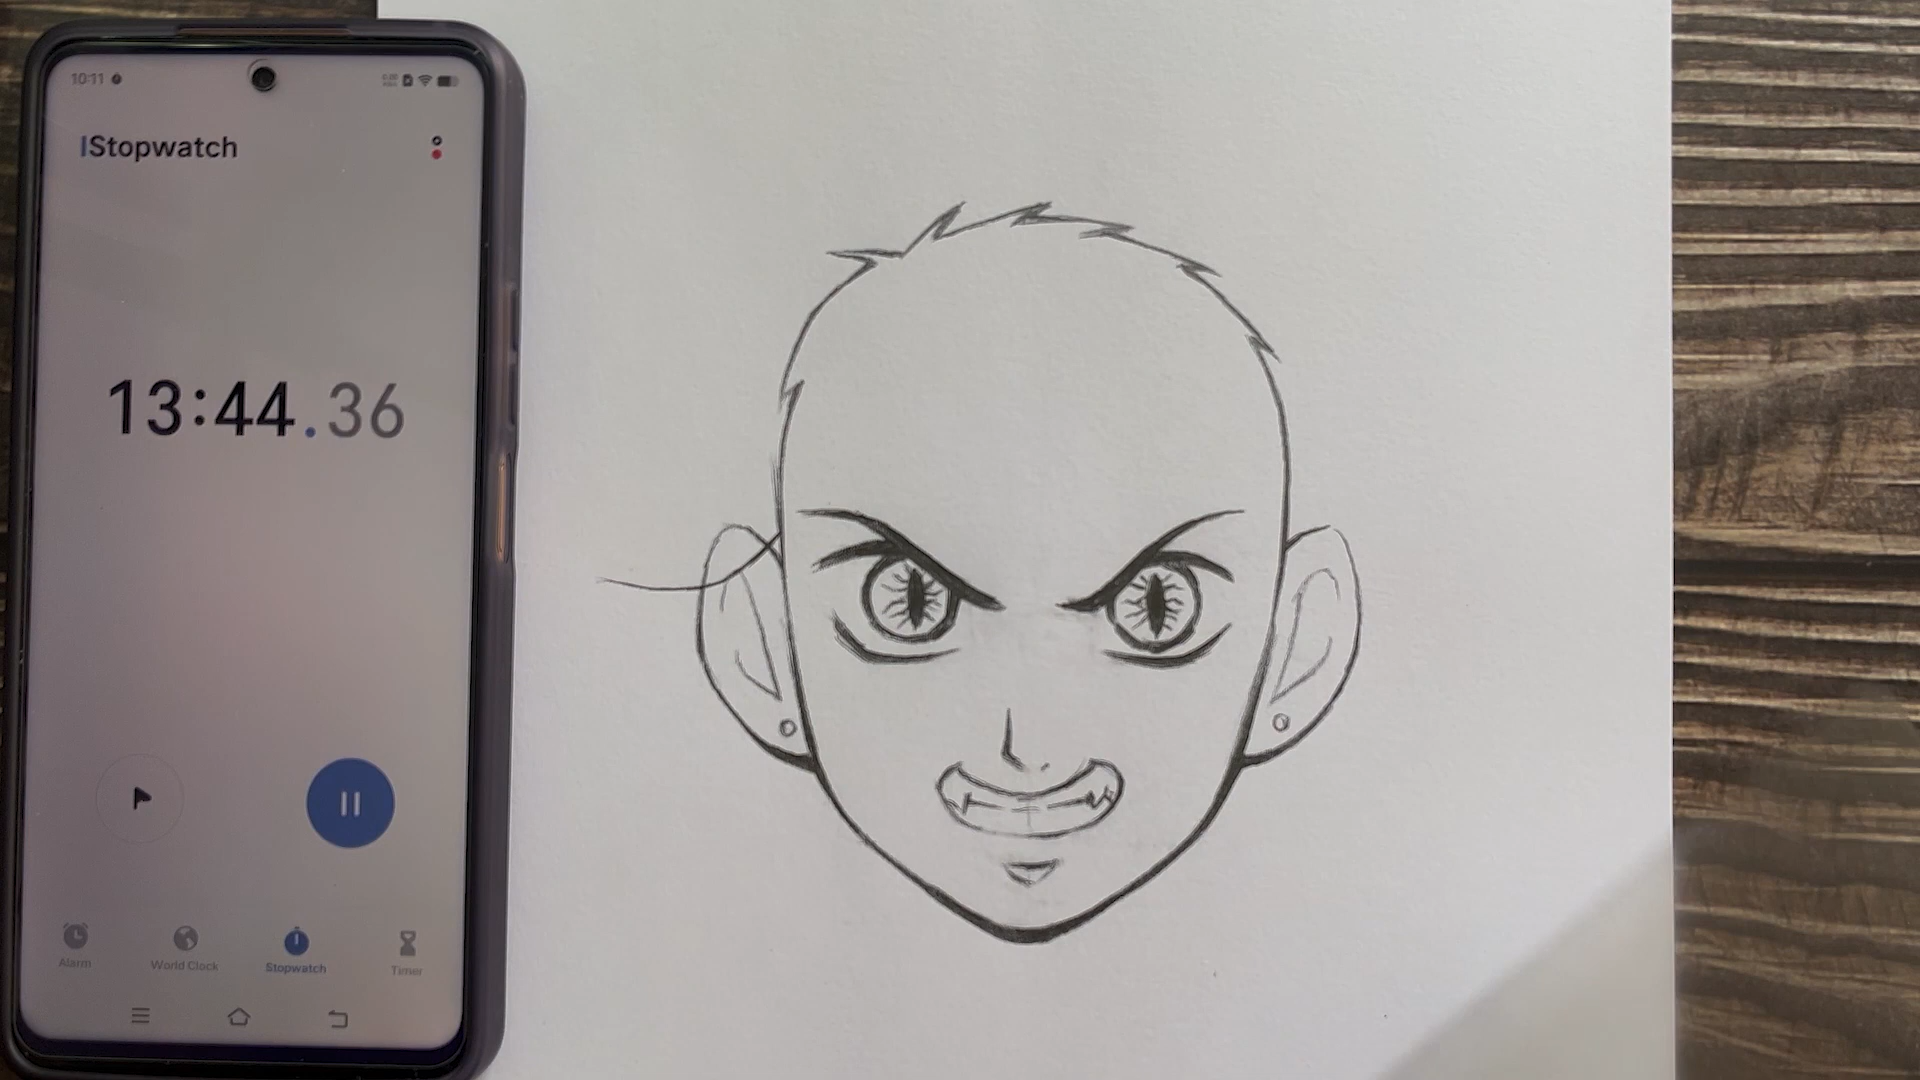 10:11
Stopwatch
13:44.36
Alarm
World Clock
Stopwatch
Timer